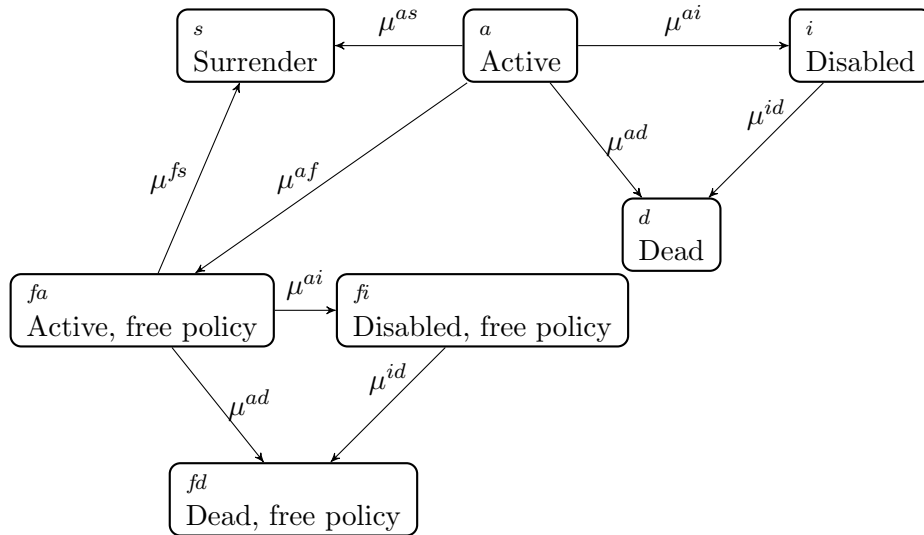 s
Surrender
μ^{as}
a
Active
μ^{ai}
i
Disabled
μ^{fs}
μ^{af}
μ^{ad}
μ^{id}
d
Dead
fa
Active, free policy
μ^{ai}
fi
Disabled, free policy
μ^{ad}
μ^{id}
fd
Dead, free policy